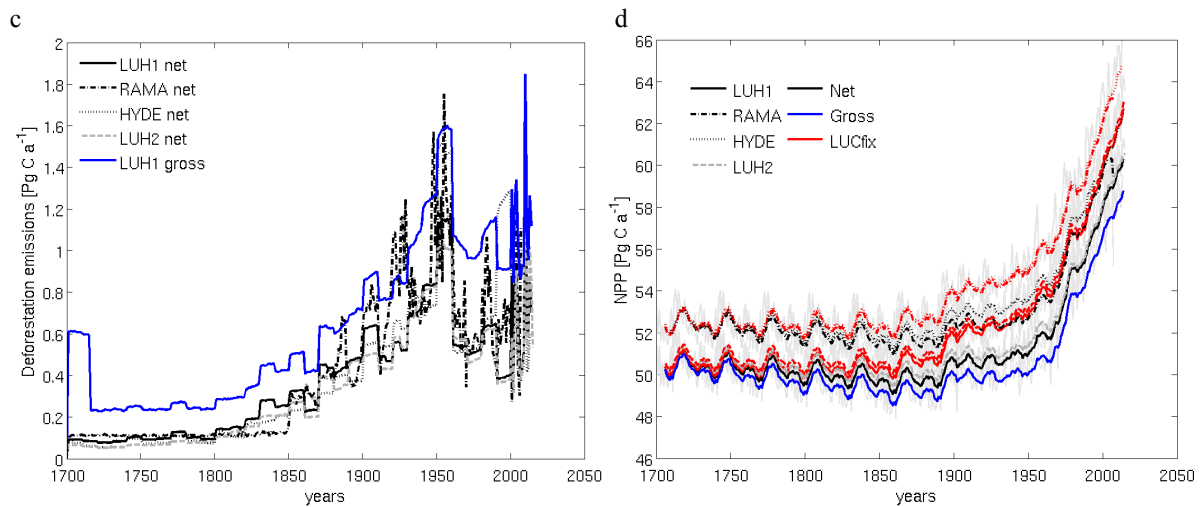 c
Deforestation emissions [Pg C a⁻¹]
2
1.8
1.6
1.4
1.2
1
0.8
0.6
0.4
0.2
0
LUH1 net
RAMA net
HYDE net
LUH2 net
LUH1 gross
1700 1750 1800 1850 1900 1950 2000 2050
years
d
NPP [Pg C a⁻¹]
66
64
62
60
58
56
54
52
50
48
46
LUH1 Net
RAMA Gross
HYDE LUCfix
LUH2
1700 1750 1800 1850 1900 1950 2000 2050
years